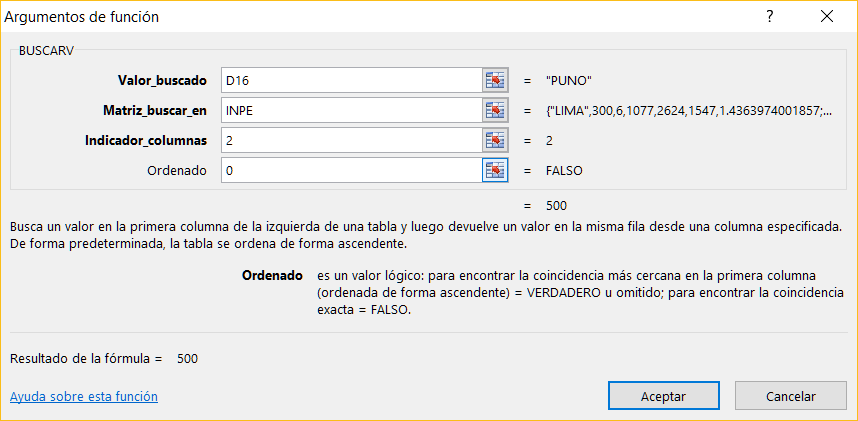 Argumentos de función ?
BUSCARV
Valor_buscado D16 = "PUNO"
Matriz_buscar_en INPE = {"LIMA",300,6,1077,2624,1547,1.4363974001857;...
Indicador_columnas 2 = 2
Ordenado 0 = FALSO
= 500
Busca un valor en la primera columna de la izquierda de una tabla y luego devuelve un valor en la misma fila desde una columna especificada.
De forma predeterminada, la tabla se ordena de forma ascendente.
Ordenado es un valor lógico: para encontrar la coincidencia más cercana en la primera columna
(ordenada de forma ascendente) = VERDADERO u omitido; para encontrar la coincidencia
exacta = FALSO.
Resultado de la fórmula = 500
Ayuda sobre esta función Aceptar Cancelar